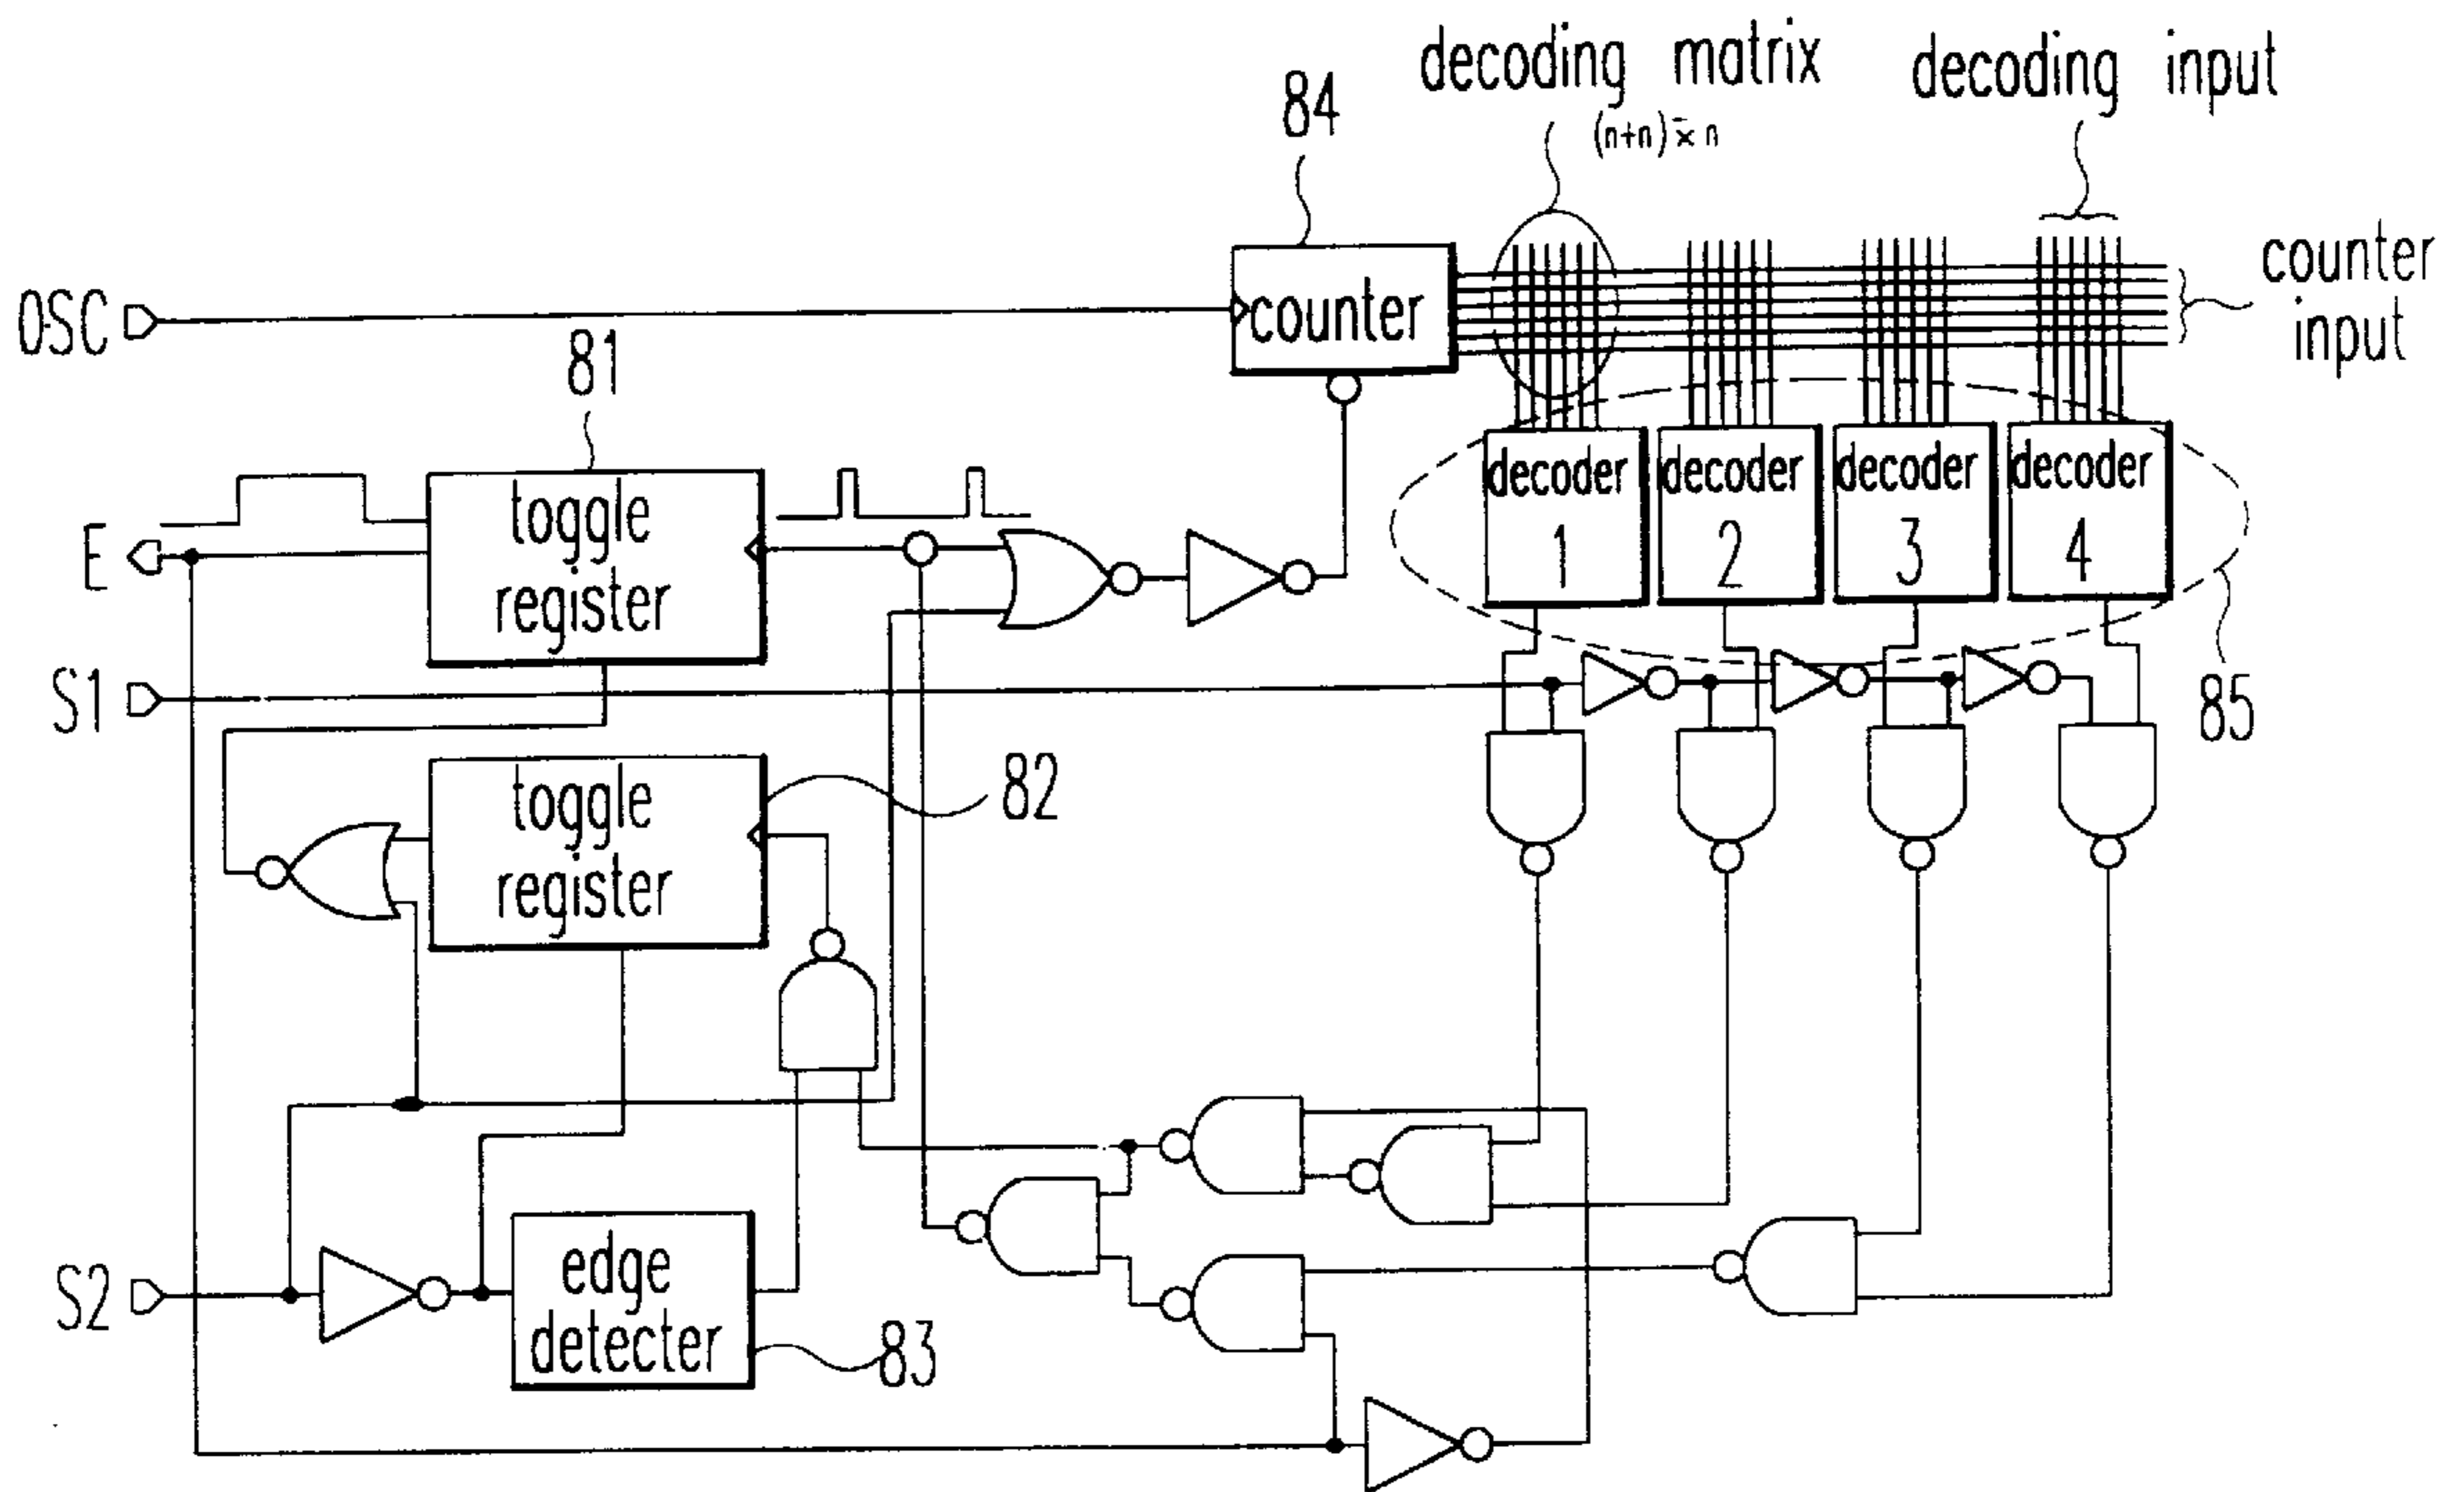 decoding matrix
(n+n) x n
decoding input
84
counter
input
OSC
counter
81
toggle
register
E
decoder
1
decoder
2
decoder
3
decoder
4
S1
85
toggle
register
82
S2
edge
detecter
83